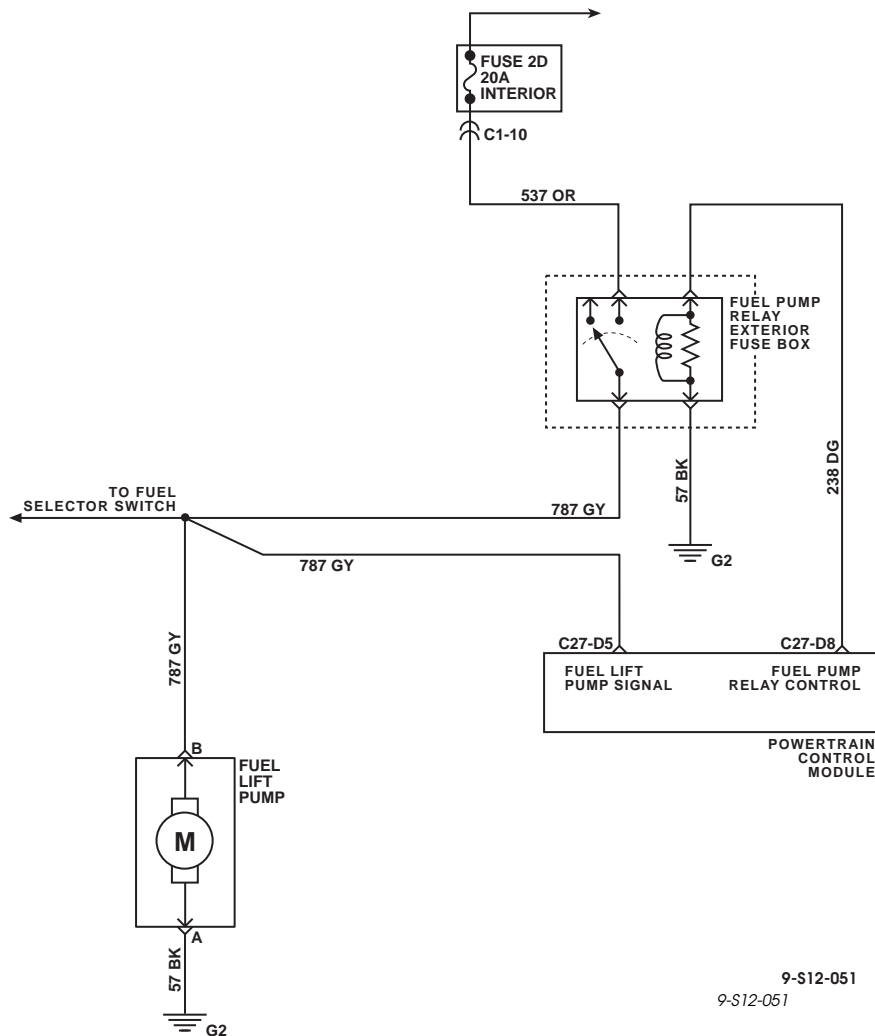 FUSE 2D
20A
INTERIOR
C1-10
537 OR
FUEL PUMP
RELAY
EXTERIOR
FUSE BOX
57 BK
238 DG
G2
TO FUEL
SELECTOR SWITCH
787 GY
787 GY
787 GY
C27-D5
C27-D8
FUEL LIFT
PUMP SIGNAL
FUEL PUMP
RELAY CONTROL
POWERTRAIN
CONTROL
MODULE
B
FUEL
LIFT
PUMP
M
A
57 BK
G2
9-S12-051
9-S12-051